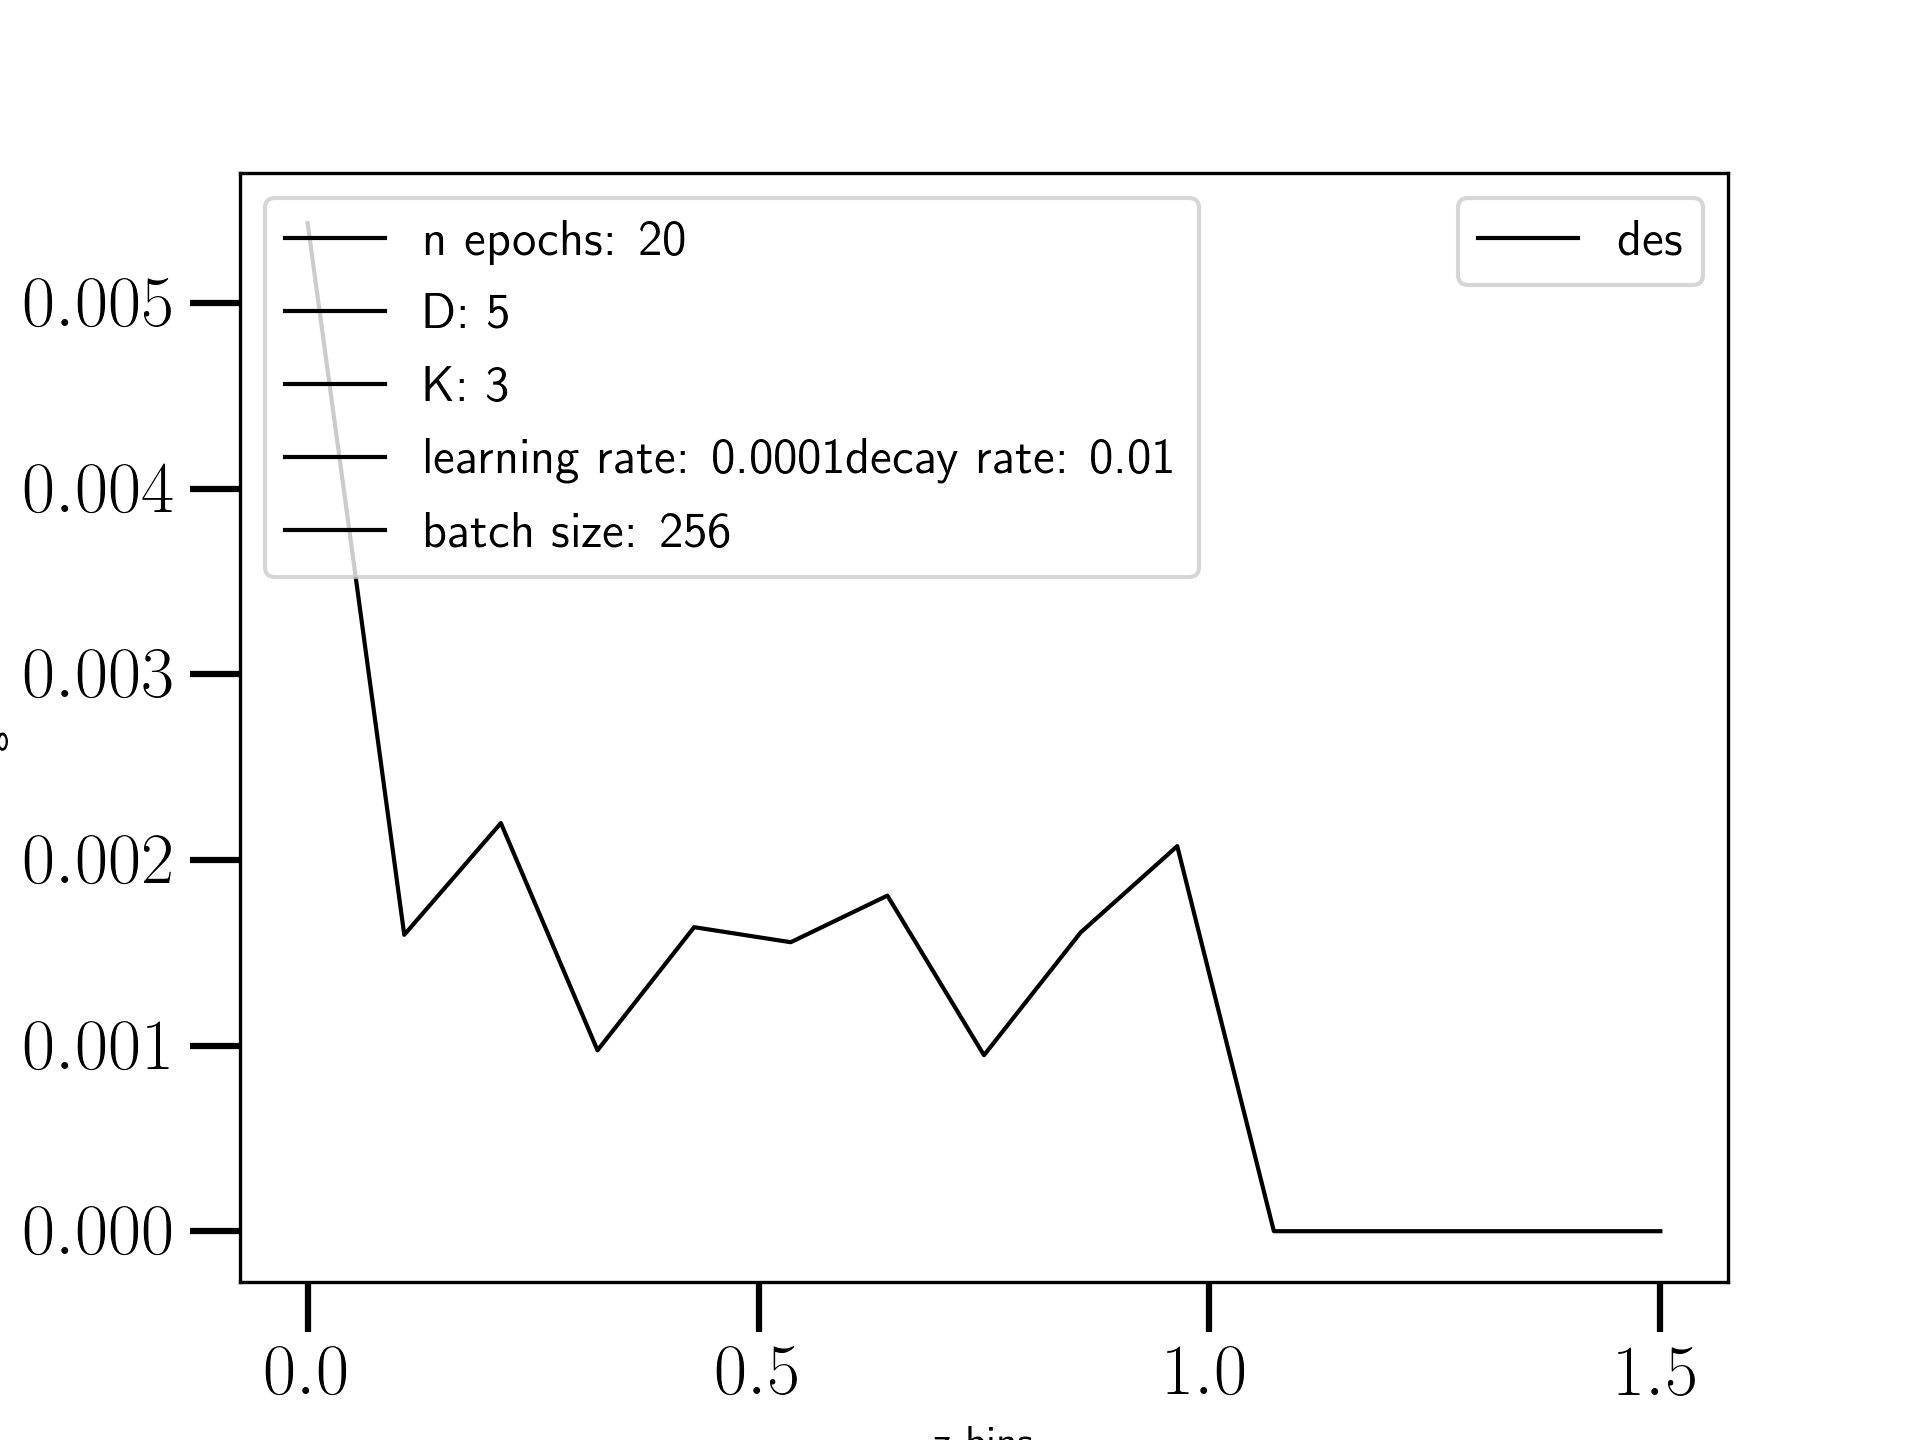 n epochs: 20
D: 5
K: 3
learning rate: 0.0001decay rate: 0.01
batch size: 256
des
0.005
0.004
0.003
0.002
0.001
0.000
0.0 0.5 1.0 1.5
z bins